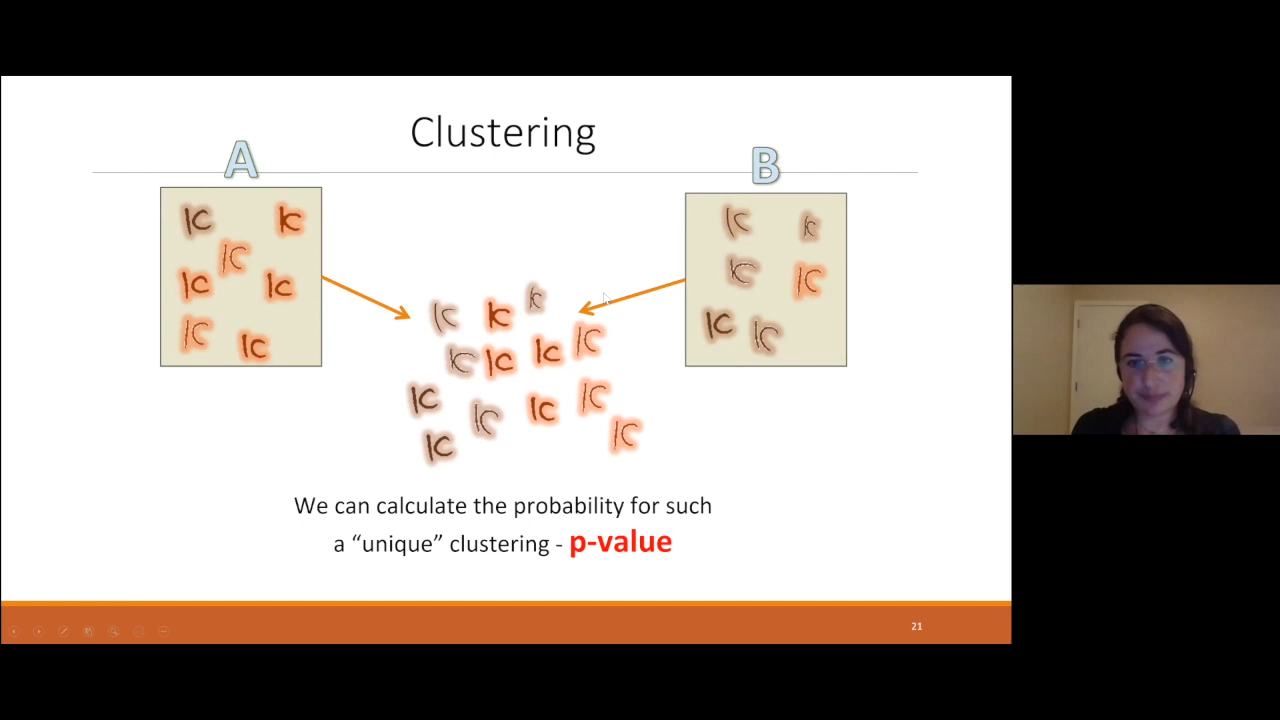 Clustering
A
B
We can calculate the probability for such
a “unique” clustering - p-value
21